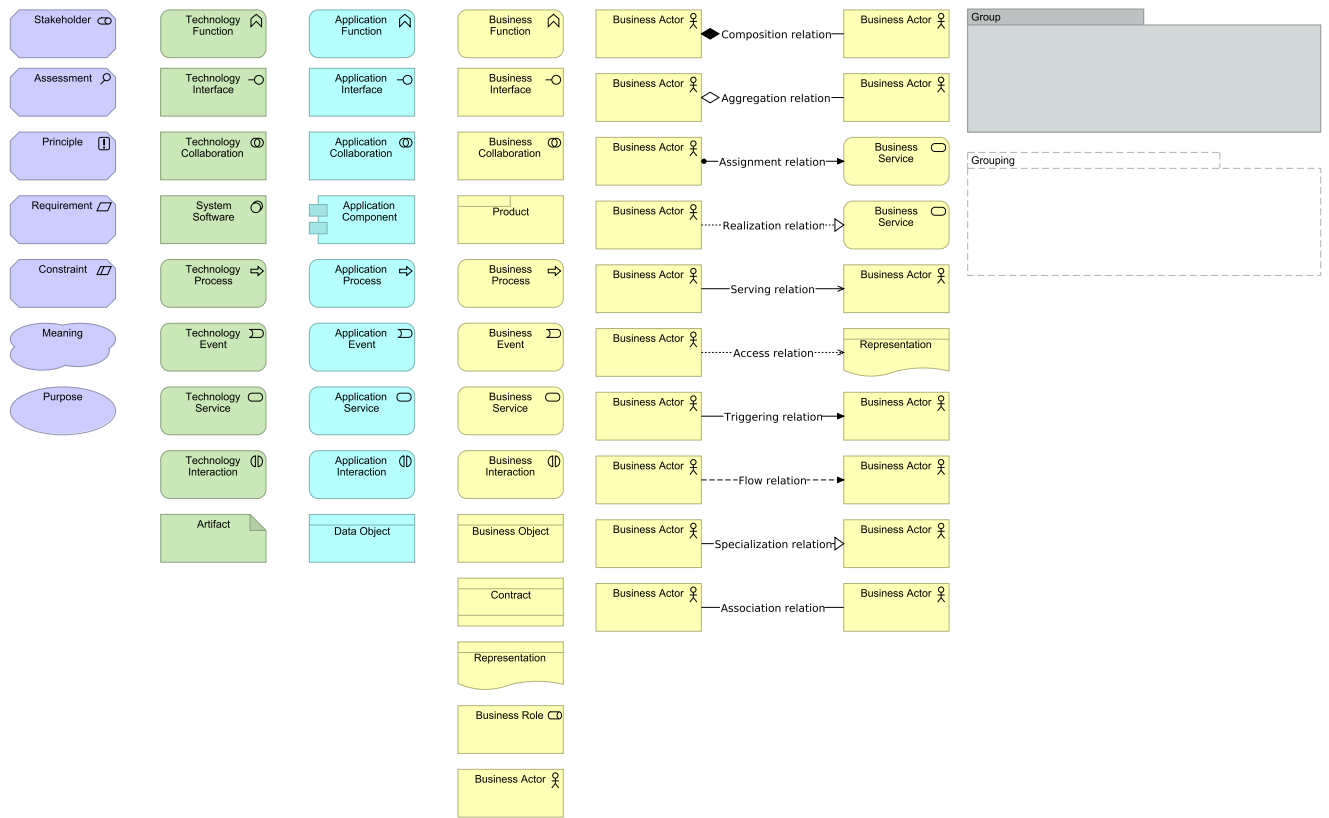 Stakeholder
Assessment
Principle
Requirement
Constraint
Meaning
Purpose
Technology
Function
Technology
Interface
Technology
Collaboration
System
Software
Technology
Process
Technology
Event
Technology
Service
Technology
Interaction
Artifact
Application
Function
Application
Interface
Application
Collaboration
Application
Component
Application
Process
Application
Event
Application
Service
Application
Interaction
Data Object
Business
Function
Business
Interface
Business
Collaboration
Product
Business
Process
Business
Event
Business
Service
Business
Interaction
Business Object
Contract
Representation
Business Role
Business Actor
Business Actor
Composition relation
Business Actor
Business Actor
Aggregation relation
Business Actor
Business Actor
Assignment relation
Business
Service
Business Actor
Realization relation
Business
Service
Business Actor
Serving relation
Business Actor
Business Actor
Access relation
Representation
Business Actor
Triggering relation
Business Actor
Business Actor
Flow relation
Business Actor
Business Actor
Specialization relation
Business Actor
Business Actor
Association relation
Business Actor
Group
Grouping